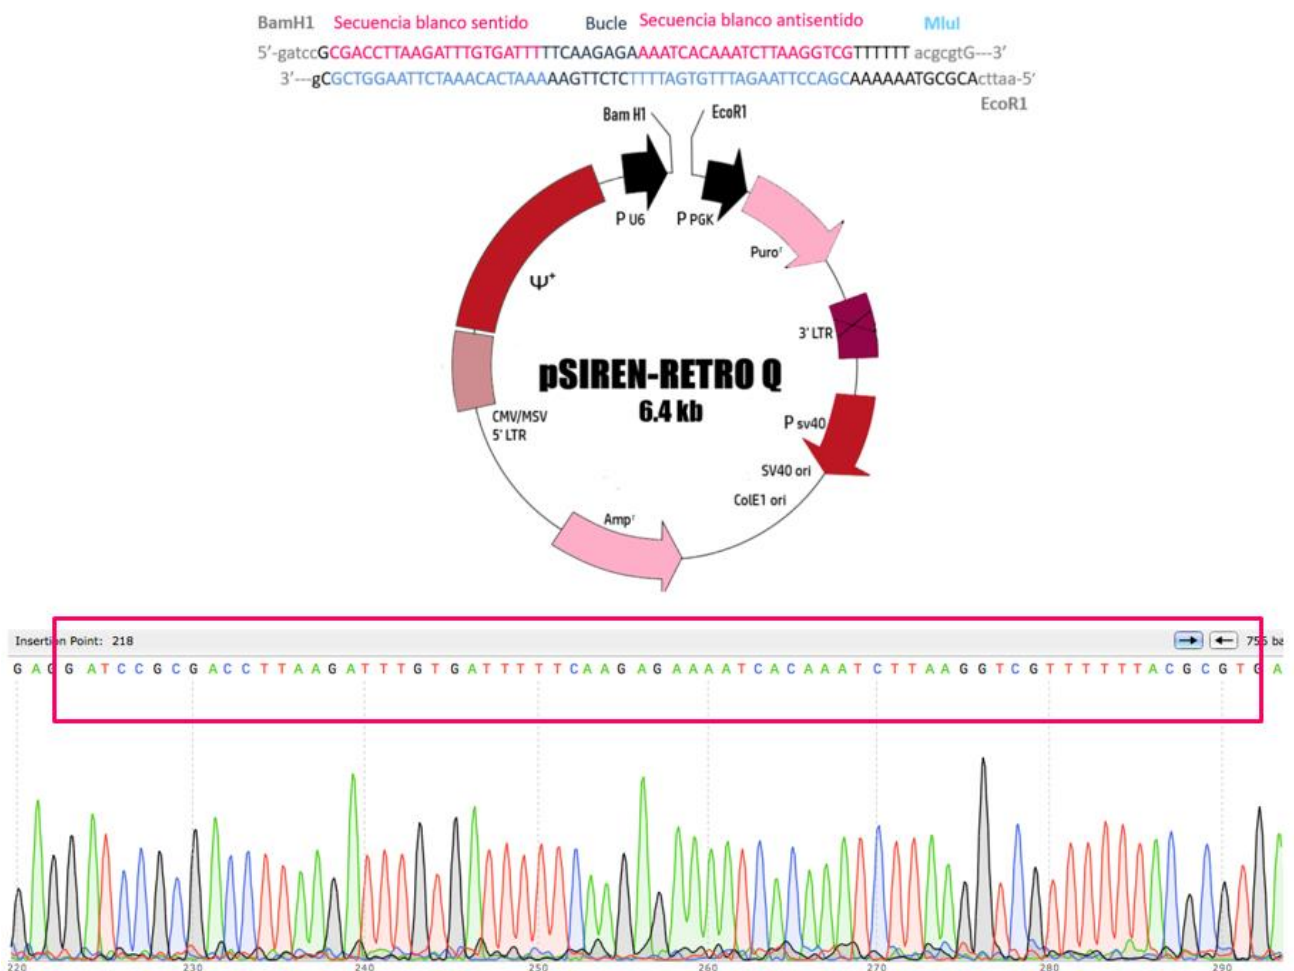 BamH1 Secuencia blanco sentido Bucle Secuencia blanco antisentido MluI
5’-gatccGCGACCTTAAGATTTGTGATTTTTCAAGAGAAAATCACAAATCTTAAGGTCGTTTTTT acgcgtG---3’
3’---gCGCTGGAATTCTAAACACTAAAAAGTTCTCTTTTAGTGTTTAGAATTCCAGCAAAAAATGCGCActtaa-5’
EcoR1
Bam H1 EcoR1
P U6 P PGK
Puroʳ
Ψ⁺
3' LTR
pSIREN-RETRO Q
6.4 kb
CMV/MSV
5' LTR
P sv40
SV40 ori
ColE1 ori
Ampʳ
Insertion Point: 218 → ← 755 ba
G A G G A T C C G C G A C C T T A A G A T T T G T G A T T T T T C A A G A G A A A A T C A C A A A T C T T A A G G T C G T T T T T T A C G C G T G A
220 230 240 250 260 270 280 290